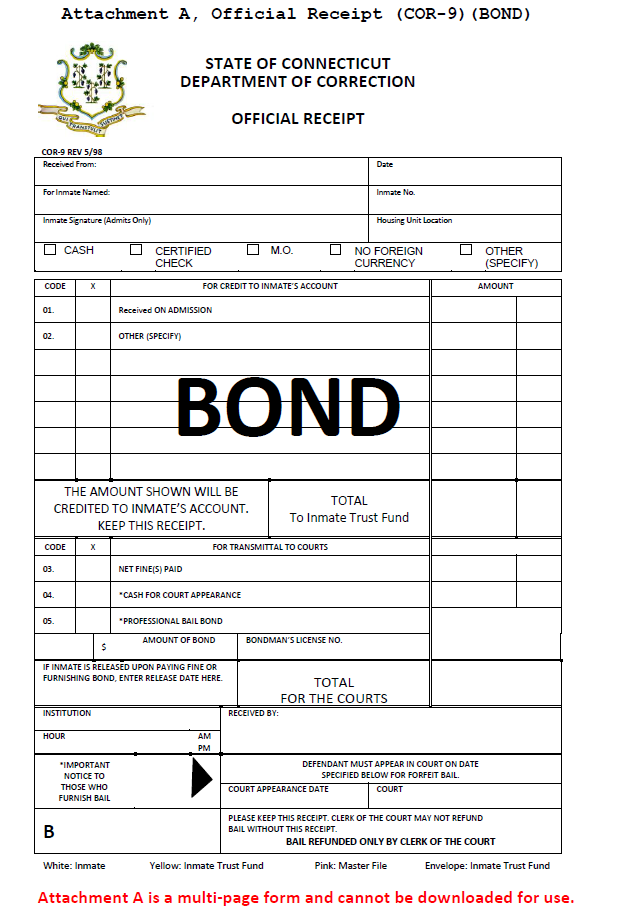 Attachment A, Official Receipt (COR-9)(BOND)
STATE OF CONNECTICUT
DEPARTMENT OF CORRECTION
OFFICIAL RECEIPT
QUI TRANSTULIT SUSTINET
COR-9 REV 5/98
Received From: Date
For Inmate Named: Inmate No.
Inmate Signature (Admits Only) Housing Unit Location
CASH CERTIFIED CHECK M.O. NO FOREIGN CURRENCY OTHER (SPECIFY)
CODE X FOR CREDIT TO INMATE'S ACCOUNT AMOUNT
01. Received ON ADMISSION
02. OTHER (SPECIFY)
BOND
THE AMOUNT SHOWN WILL BE
CREDITED TO INMATE'S ACCOUNT.
KEEP THIS RECEIPT.
TOTAL
To Inmate Trust Fund
CODE X FOR TRANSMITTAL TO COURTS
03. NET FINE(S) PAID
04. *CASH FOR COURT APPEARANCE
05. *PROFESSIONAL BAIL BOND
$ AMOUNT OF BOND BONDMAN'S LICENSE NO.
IF INMATE IS RELEASED UPON PAYING FINE OR
FURNISHING BOND, ENTER RELEASE DATE HERE.
TOTAL
FOR THE COURTS
INSTITUTION RECEIVED BY:
HOUR AM
PM
*IMPORTANT
NOTICE TO
THOSE WHO
FURNISH BAIL
DEFENDANT MUST APPEAR IN COURT ON DATE
SPECIFIED BELOW FOR FORFEIT BAIL.
COURT APPEARANCE DATE COURT
B
PLEASE KEEP THIS RECEIPT. CLERK OF THE COURT MAY NOT REFUND
BAIL WITHOUT THIS RECEIPT.
BAIL REFUNDED ONLY BY CLERK OF THE COURT
White: Inmate Yellow: Inmate Trust Fund Pink: Master File Envelope: Inmate Trust Fund
Attachment A is a multi-page form and cannot be downloaded for use.